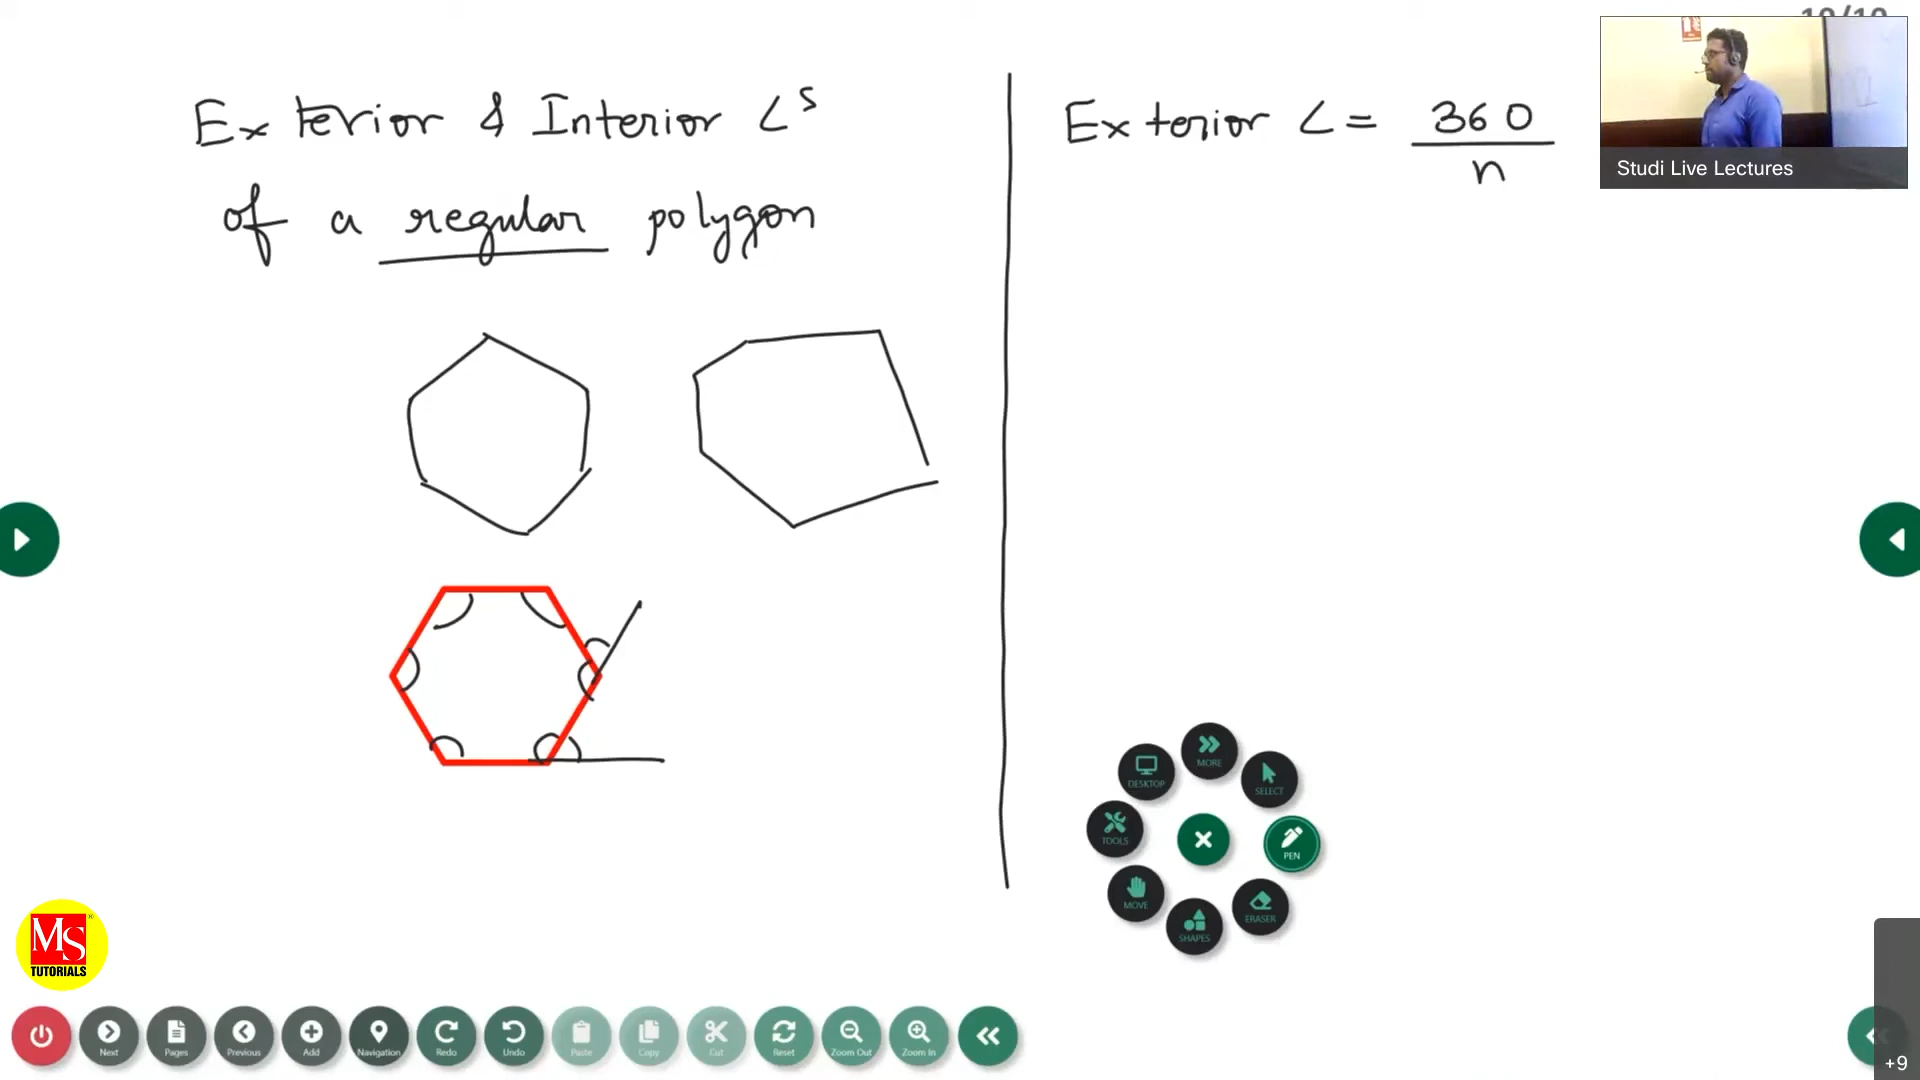 Exterior & Interior ∠s
of a regular polygon
Exterior ∠ = 360
n
Studi Live Lectures
DESKTOP
MORE
SELECT
TOOLS
PEN
MOVE
SHAPES
ERASER
MS®
TUTORIALS
Next
Pages
Previous
Add
Navigation
Redo
Undo
Paste
Copy
Cut
Reset
Zoom Out
Zoom In
+9